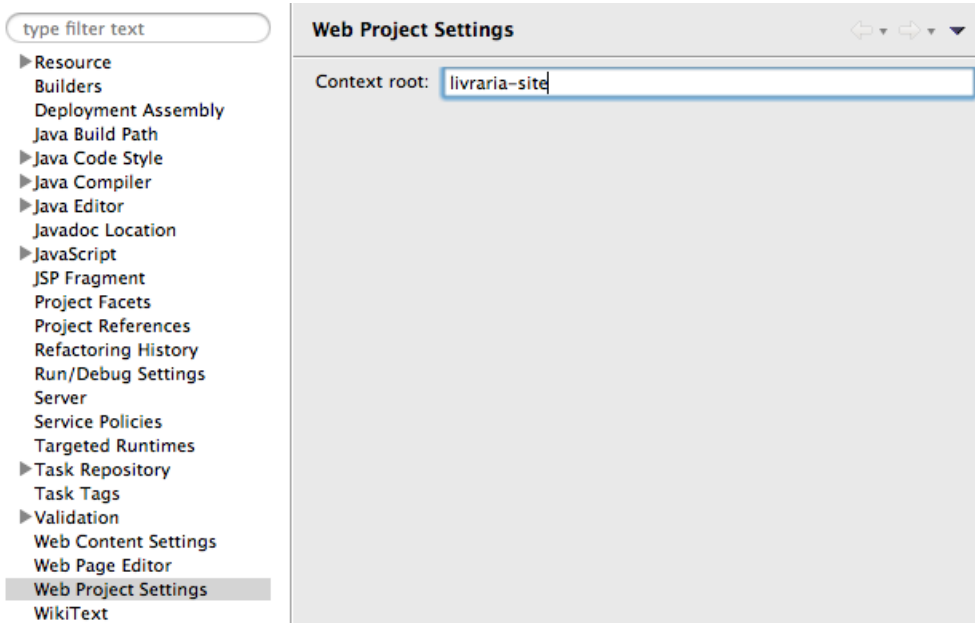 type filter text
Resource
Builders
Deployment Assembly
Java Build Path
Java Code Style
Java Compiler
Java Editor
Javadoc Location
JavaScript
JSP Fragment
Project Facets
Project References
Refactoring History
Run/Debug Settings
Server
Service Policies
Targeted Runtimes
Task Repository
Task Tags
Validation
Web Content Settings
Web Page Editor
Web Project Settings
WikiText
Web Project Settings
Context root: livraria-site